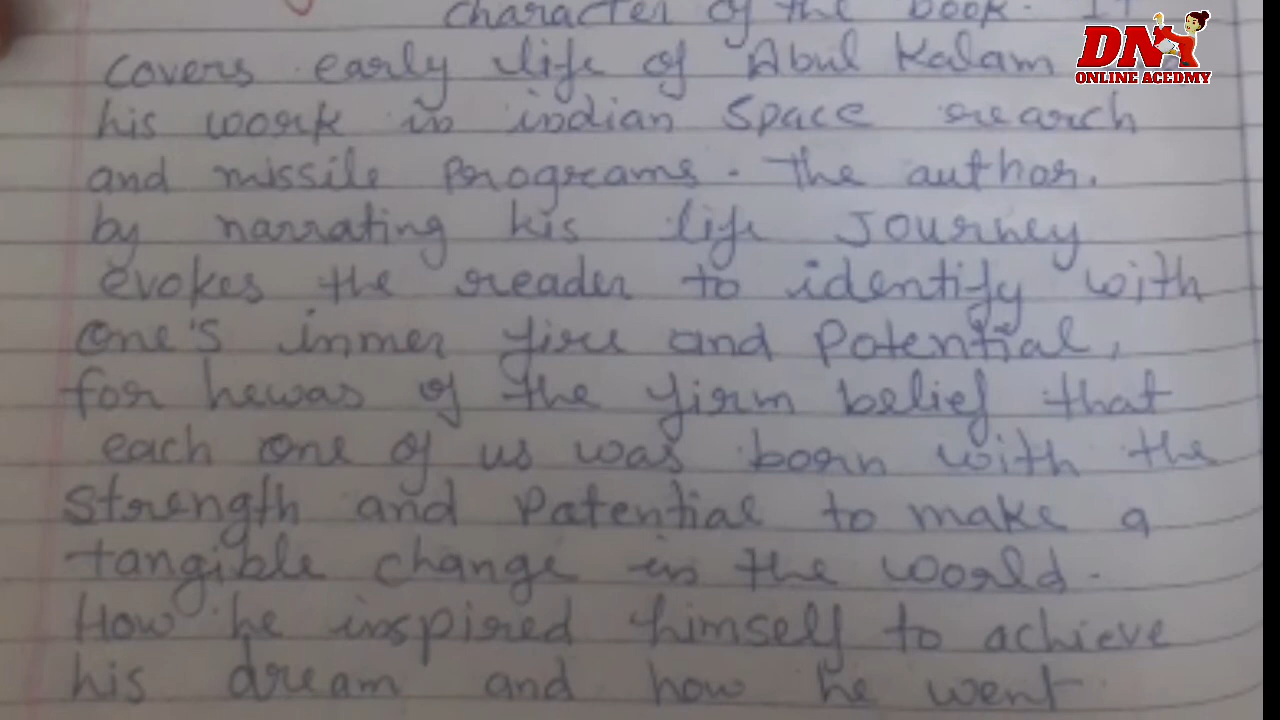 character of the book. It
covers early life of Abul Kalam
his work in indian space rearch
and missile programs. The author.
by narrating his life Journey
evokes the reader to identify with
one's inner fire and potential,
for hewas of the firm belief that
each one of us was born with the
strength and Patential to make a
tangible change in the world.
How he inspired himself to achieve
his dream and how he went
DNA
ONLINE ACEDMY